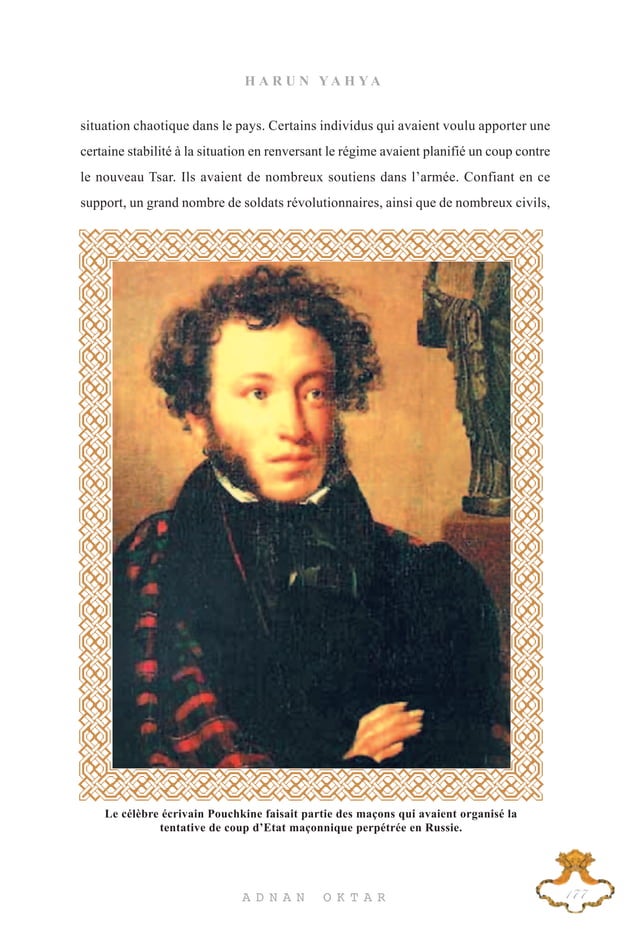 HARUN YAHYA
situation chaotique dans le pays. Certains individus qui avaient voulu apporter une
certaine stabilité à la situation en renversant le régime avaient planifié un coup contre
le nouveau Tsar. Ils avaient de nombreux soutiens dans l’armée. Confiant en ce
support, un grand nombre de soldats révolutionnaires, ainsi que de nombreux civils,
Le célèbre écrivain Pouchkine faisait partie des maçons qui avaient organisé la
tentative de coup d’Etat maçonnique perpétrée en Russie.
ADNAN OKTAR
177